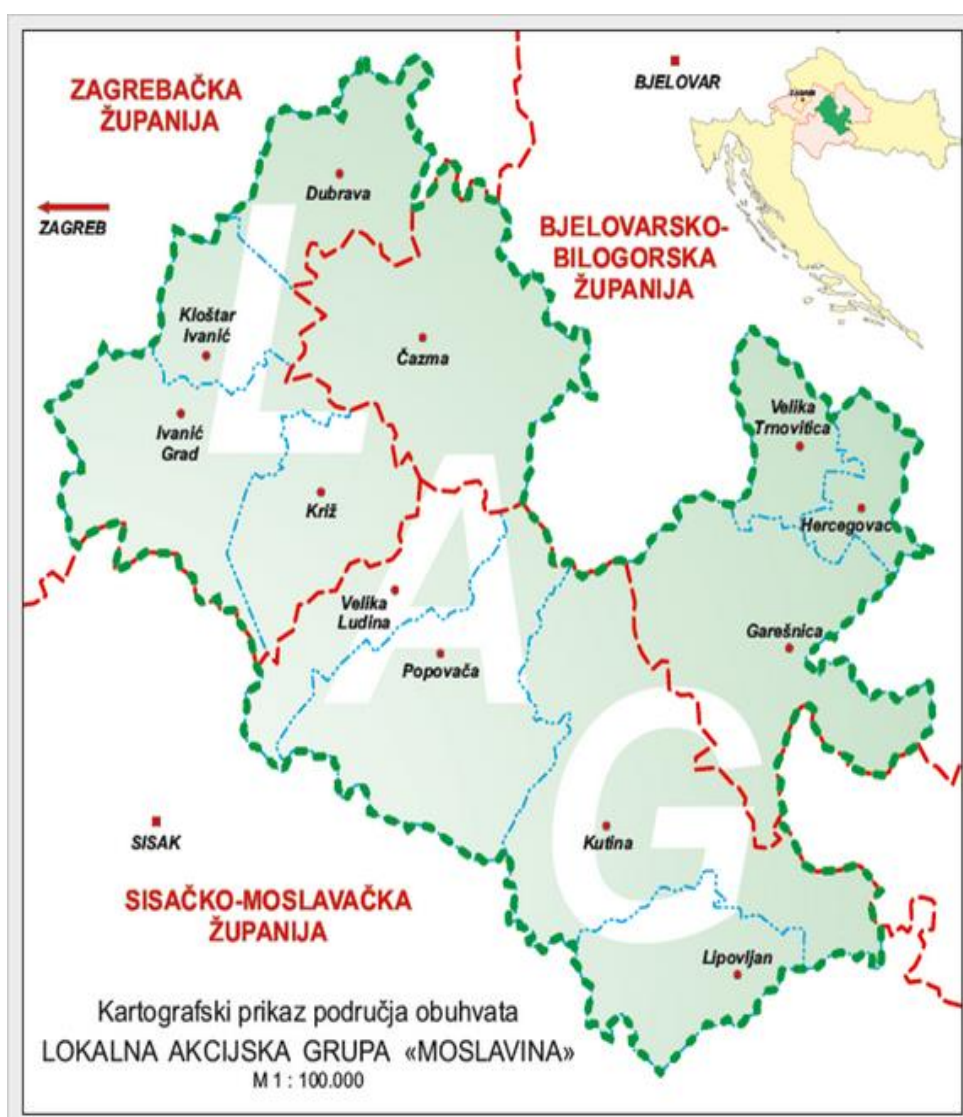 ZAGREBAČKA
ŽUPANIJA
BJELOVAR
ZAGREB
Dubrava
ZAGREB
BJELOVARSKO-
BILOGORSKA
ŽUPANIJA
L
Kloštar
Ivanić
Čazma
Ivanić
Grad
Velika
Trnovitica
Križ
Hercegovac
A
Velika
Ludina
Garešnica
Popovača
G
SISAK
Kutina
SISAČKO-MOSLAVAČKA
ŽUPANIJA
Lipovljan
Kartografski prikaz područja obuhvata
LOKALNA AKCIJSKA GRUPA «MOSLAVINA»
M 1 : 100.000